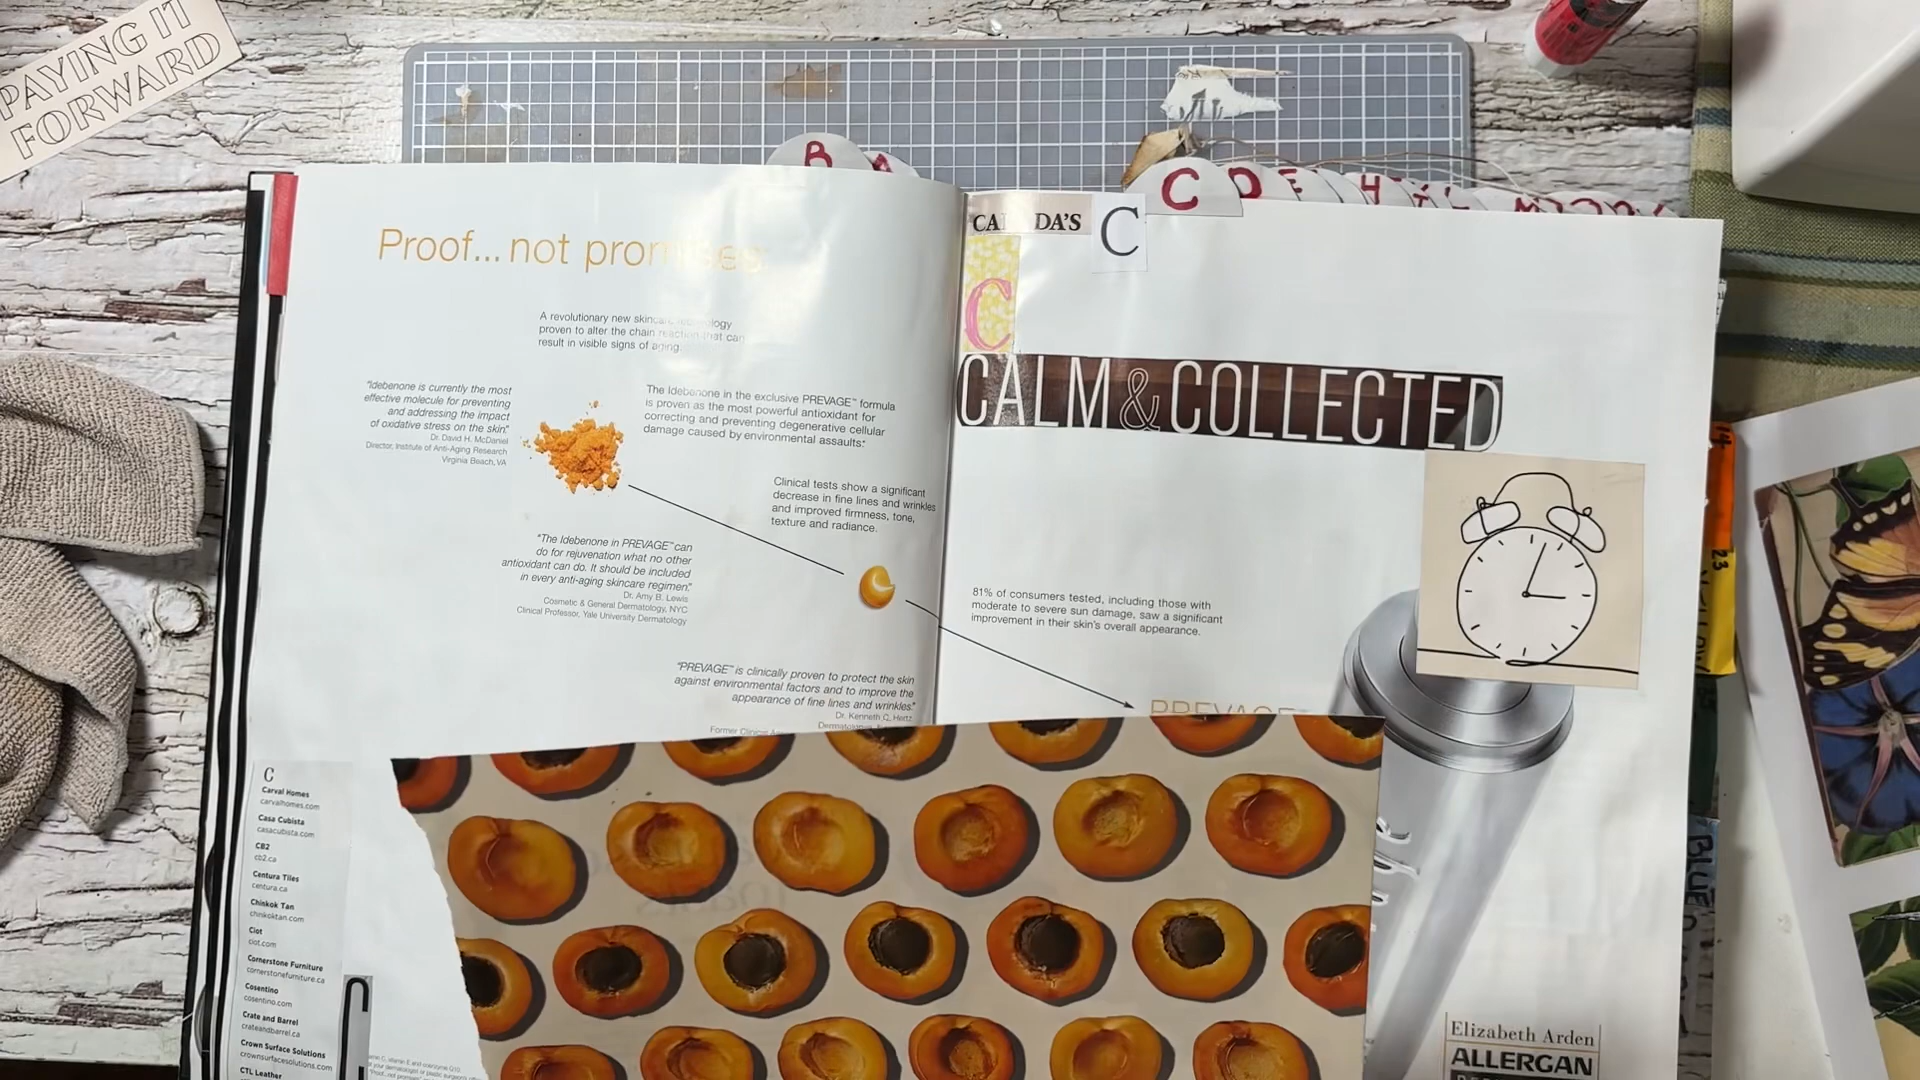 PAYING IT
FORWARD
B A
C D E H
Proof... not promises.
A revolutionary new skincare technology
proven to alter the chain reaction that can
result in visible signs of aging.
"Idebenone is currently the most
effective molecule for preventing
and addressing the impact
of oxidative stress on the skin."
Dr. David H. McDaniel
Director, Institute of Anti-Aging Research
Virginia Beach, VA
The Idebenone in the exclusive PREVAGE™ formula
is proven as the most powerful antioxidant for
correcting and preventing degenerative cellular
damage caused by environmental assaults.*
Clinical tests show a significant
decrease in fine lines and wrinkles
and improved firmness, tone,
texture and radiance.
"The Idebenone in PREVAGE™ can
do for rejuvenation what no other
antioxidant can do. It should be included
in every anti-aging skincare regimen."
Dr. Amy B. Lewis
Cosmetic & General Dermatology, NYC
Clinical Professor, Yale University Dermatology
"PREVAGE™ is clinically proven to protect the skin
against environmental factors and to improve the
appearance of fine lines and wrinkles."
Dr. Kenneth C. Hertz
Former Clinical
C
Carval Homes
carvalhomes.com
Casa Cubista
casacubista.com
CB2
cb2.ca
Centura Tiles
centura.ca
Chinkok Tan
chinkoktan.com
Ciot
ciot.com
Cornerstone Furniture
cornerstonefurniture.ca
Cosentino
cosentino.com
Crate and Barrel
crateandbarrel.ca
Crown Surface Solutions
crownsurfacesolutions.com
CTL Leather
CA DA'S
C
C
CALM & COLLECTED
81% of consumers tested, including those with
moderate to severe sun damage, saw a significant
improvement in their skin's overall appearance.
PREVAGE
Elizabeth Arden
ALLERGAN
14
23
BLUE